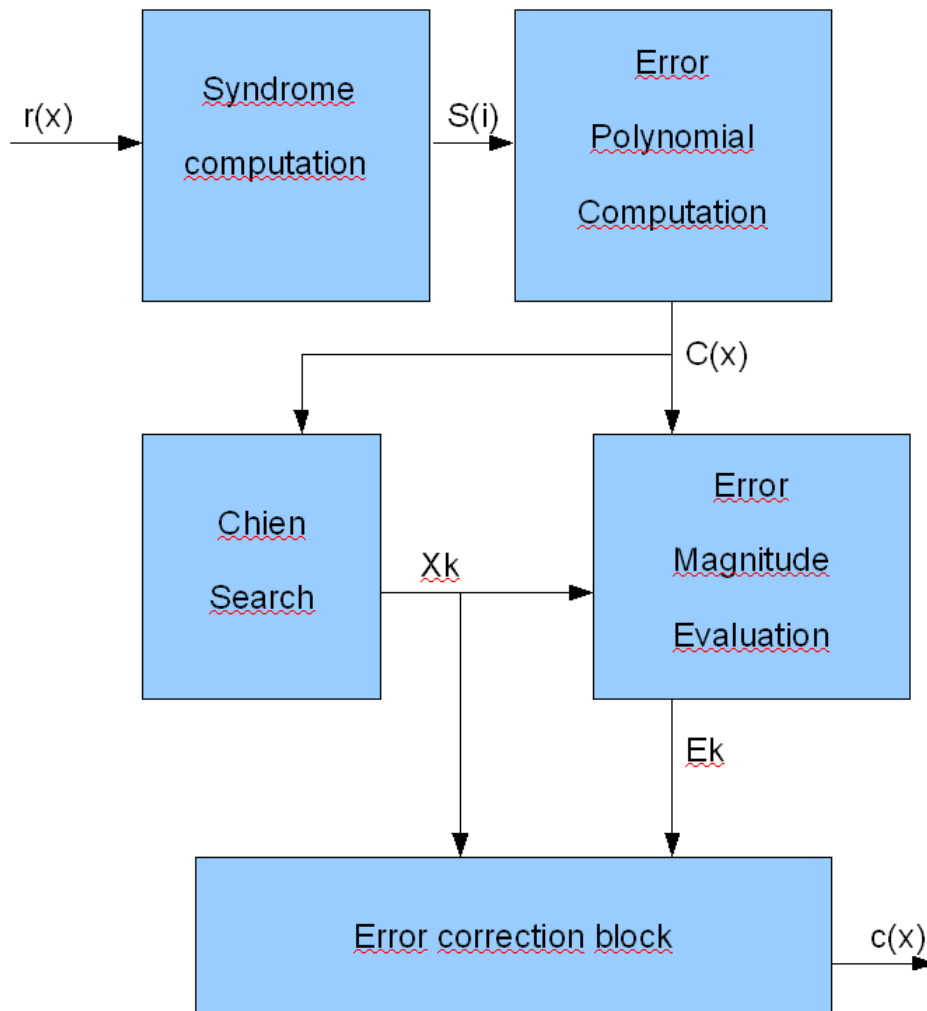 r(x)
Syndrome
computation
S(i)
Error
Polynomial
Computation
C(x)
Chien
Search
Xk
Error
Magnitude
Evaluation
Ek
Error correction block
c(x)